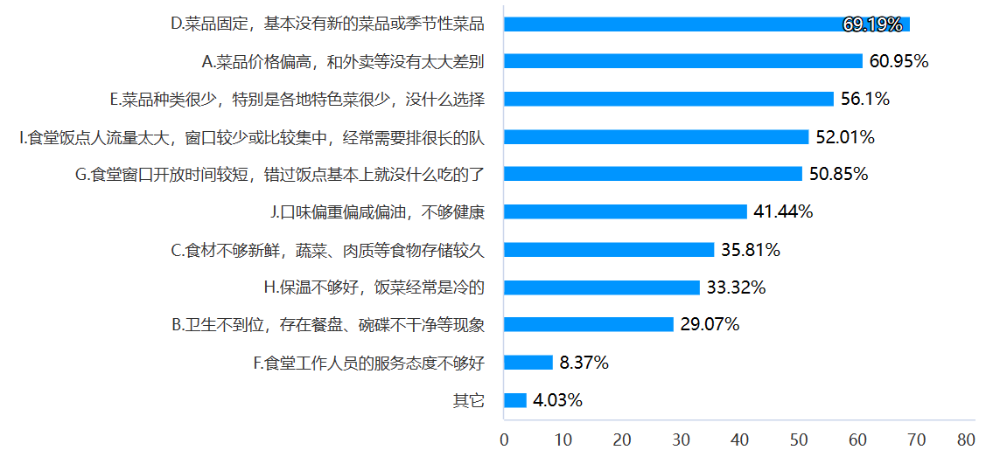 D.菜品固定，基本没有新的菜品或季节性菜品 69.19%
A.菜品价格偏高，和外卖等没有太大差别 60.95%
E.菜品种类很少，特别是各地特色菜很少，没什么选择 56.1%
I.食堂饭点人流量太大，窗口较少或比较集中，经常需要排很长的队 52.01%
G.食堂窗口开放时间较短，错过饭点基本上就没什么吃的了 50.85%
J.口味偏重偏咸偏油，不够健康 41.44%
C.食材不够新鲜，蔬菜、肉质等食物存储较久 35.81%
H.保温不够好，饭菜经常是冷的 33.32%
B.卫生不到位，存在餐盘、碗碟不干净等现象 29.07%
F.食堂工作人员的服务态度不够好 8.37%
其它 4.03%
0 10 20 30 40 50 60 70 80